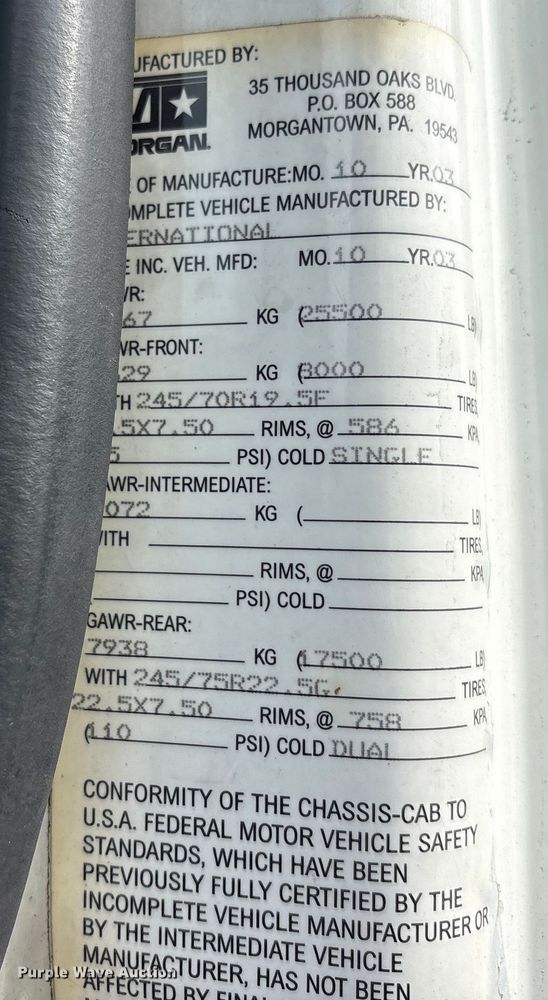 UFACTURED BY:
ORGAN.
35 THOUSAND OAKS BLVD.
P.O. BOX 588
MORGANTOWN, PA. 19543
OF MANUFACTURE: MO. 10 YR. 03
OMPLETE VEHICLE MANUFACTURED BY:
ERNATIONAL
E INC. VEH. MFD: MO. 10 YR. 03
VR:
67 KG (25500 LB)
WR-FRONT:
29 KG (8000 LB)
TH 245/70R19.5F TIRES,
.5X7.50 RIMS, @ 586 KPA
5 PSI) COLD SINGLE
AWR-INTERMEDIATE:
072 KG ( LB)
ITH TIRES,
RIMS, @ KPA
PSI) COLD
GAWR-REAR:
7938 KG (17500 LB)
WITH 245/75R22.5G, TIRES,
22.5X7.50 RIMS, @ 758 KPA
(110 PSI) COLD DUAL
CONFORMITY OF THE CHASSIS-CAB TO
U.S.A. FEDERAL MOTOR VEHICLE SAFETY
STANDARDS, WHICH HAVE BEEN
PREVIOUSLY FULLY CERTIFIED BY THE
INCOMPLETE VEHICLE MANUFACTURER OR
BY THE INTERMEDIATE VEHICLE
MANUFACTURER, HAS NOT BEEN
AFFECTED BY FINAL
Purple Wave Auction